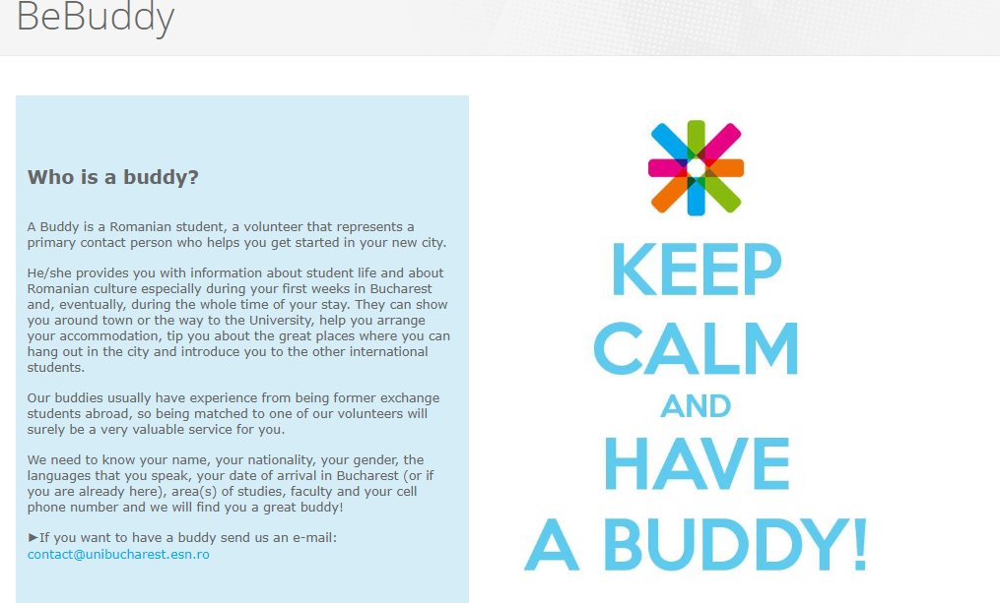 BeBuddy
Who is a buddy?
A Buddy is a Romanian student, a volunteer that represents a
primary contact person who helps you get started in your new city.
He/she provides you with information about student life and about
Romanian culture especially during your first weeks in Bucharest
and, eventually, during the whole time of your stay. They can show
you around town or the way to the University, help you arrange
your accommodation, tip you about the great places where you can
hang out in the city and introduce you to the other international
students.
Our buddies usually have experience from being former exchange
students abroad, so being matched to one of our volunteers will
surely be a very valuable service for you.
We need to know your name, your nationality, your gender, the
languages that you speak, your date of arrival in Bucharest (or if
you are already here), area(s) of studies, faculty and your cell
phone number and we will find you a great buddy!
►If you want to have a buddy send us an e-mail:
contact@unibucharest.esn.ro
KEEP
CALM
AND
HAVE
A BUDDY!